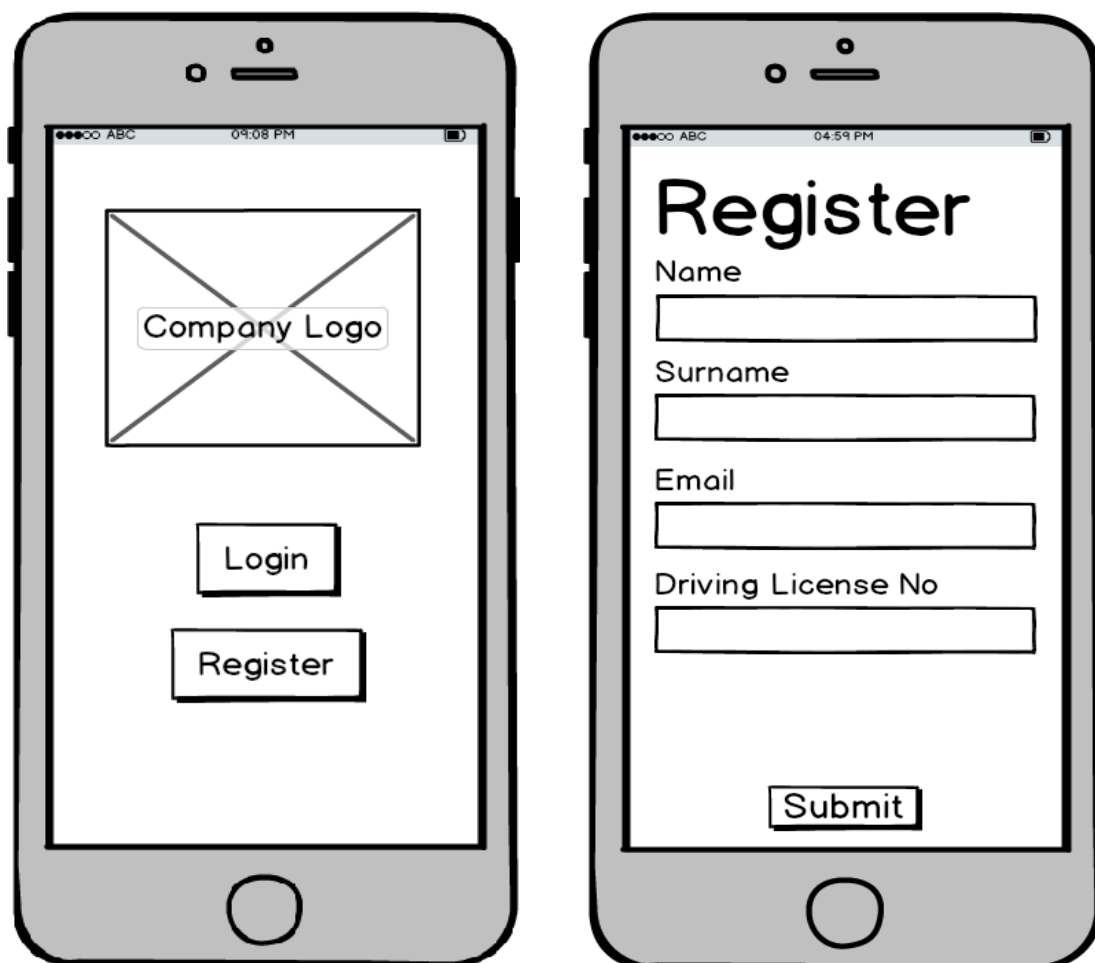 ABC 09:08 PM
Company Logo
Login
Register
ABC 04:59 PM
Register
Name
Surname
Email
Driving License No
Submit